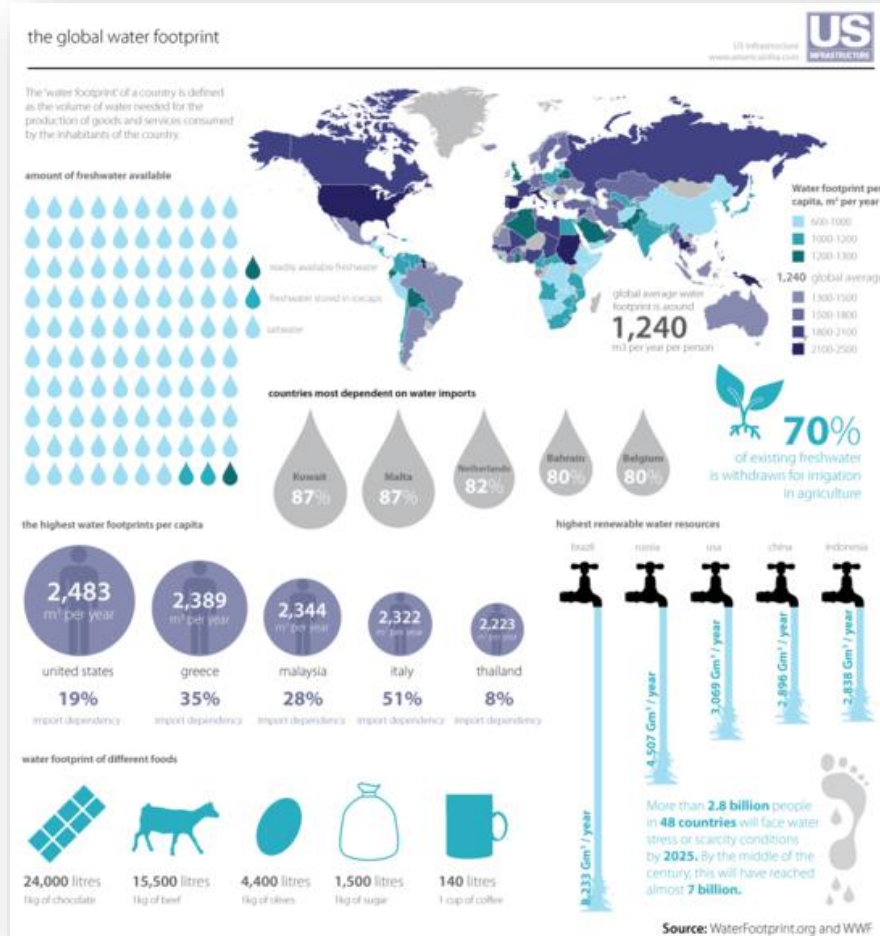 the global water footprint
US Infrastructure
www.americainfra.com
US
INFRASTRUCTURE
The 'water footprint' of a country is defined
as the volume of water needed for the
production of goods and services consumed
by the inhabitants of the country.
amount of freshwater available
readily available freshwater
freshwater stored in icecaps
saltwater
Water footprint per
capita, m³ per year
600-1000
1000-1200
1200-1300
1,240 global average
1300-1500
1500-1800
1800-2100
2100-2500
global average water
footprint is around
1,240
m3 per year per person
countries most dependent on water imports
Kuwait
87%
Malta
87%
Netherlands
82%
Bahrain
80%
Belgium
80%
70%
of existing freshwater
is withdrawn for irrigation
in agriculture
the highest water footprints per capita
2,483
m³ per year
united states
19%
import dependency
2,389
m³ per year
greece
35%
import dependency
2,344
m³ per year
malaysia
28%
import dependency
2,322
m³ per year
italy
51%
import dependency
2,223
m³ per year
thailand
8%
import dependency
highest renewable water resources
brazil
russia
usa
china
indonesia
8,233 Gm³ / year
4,507 Gm³ / year
3,069 Gm³ / year
2,896 Gm³ / year
2,838 Gm³ / year
water footprint of different foods
24,000 litres
1kg of chocolate
15,500 litres
1kg of beef
4,400 litres
1kg of olives
1,500 litres
1kg of sugar
140 litres
1 cup of coffee
More than 2.8 billion people
in 48 countries will face water
stress or scarcity conditions
by 2025. By the middle of the
century, this will have reached
almost 7 billion.
Source: WaterFootprint.org and WWF